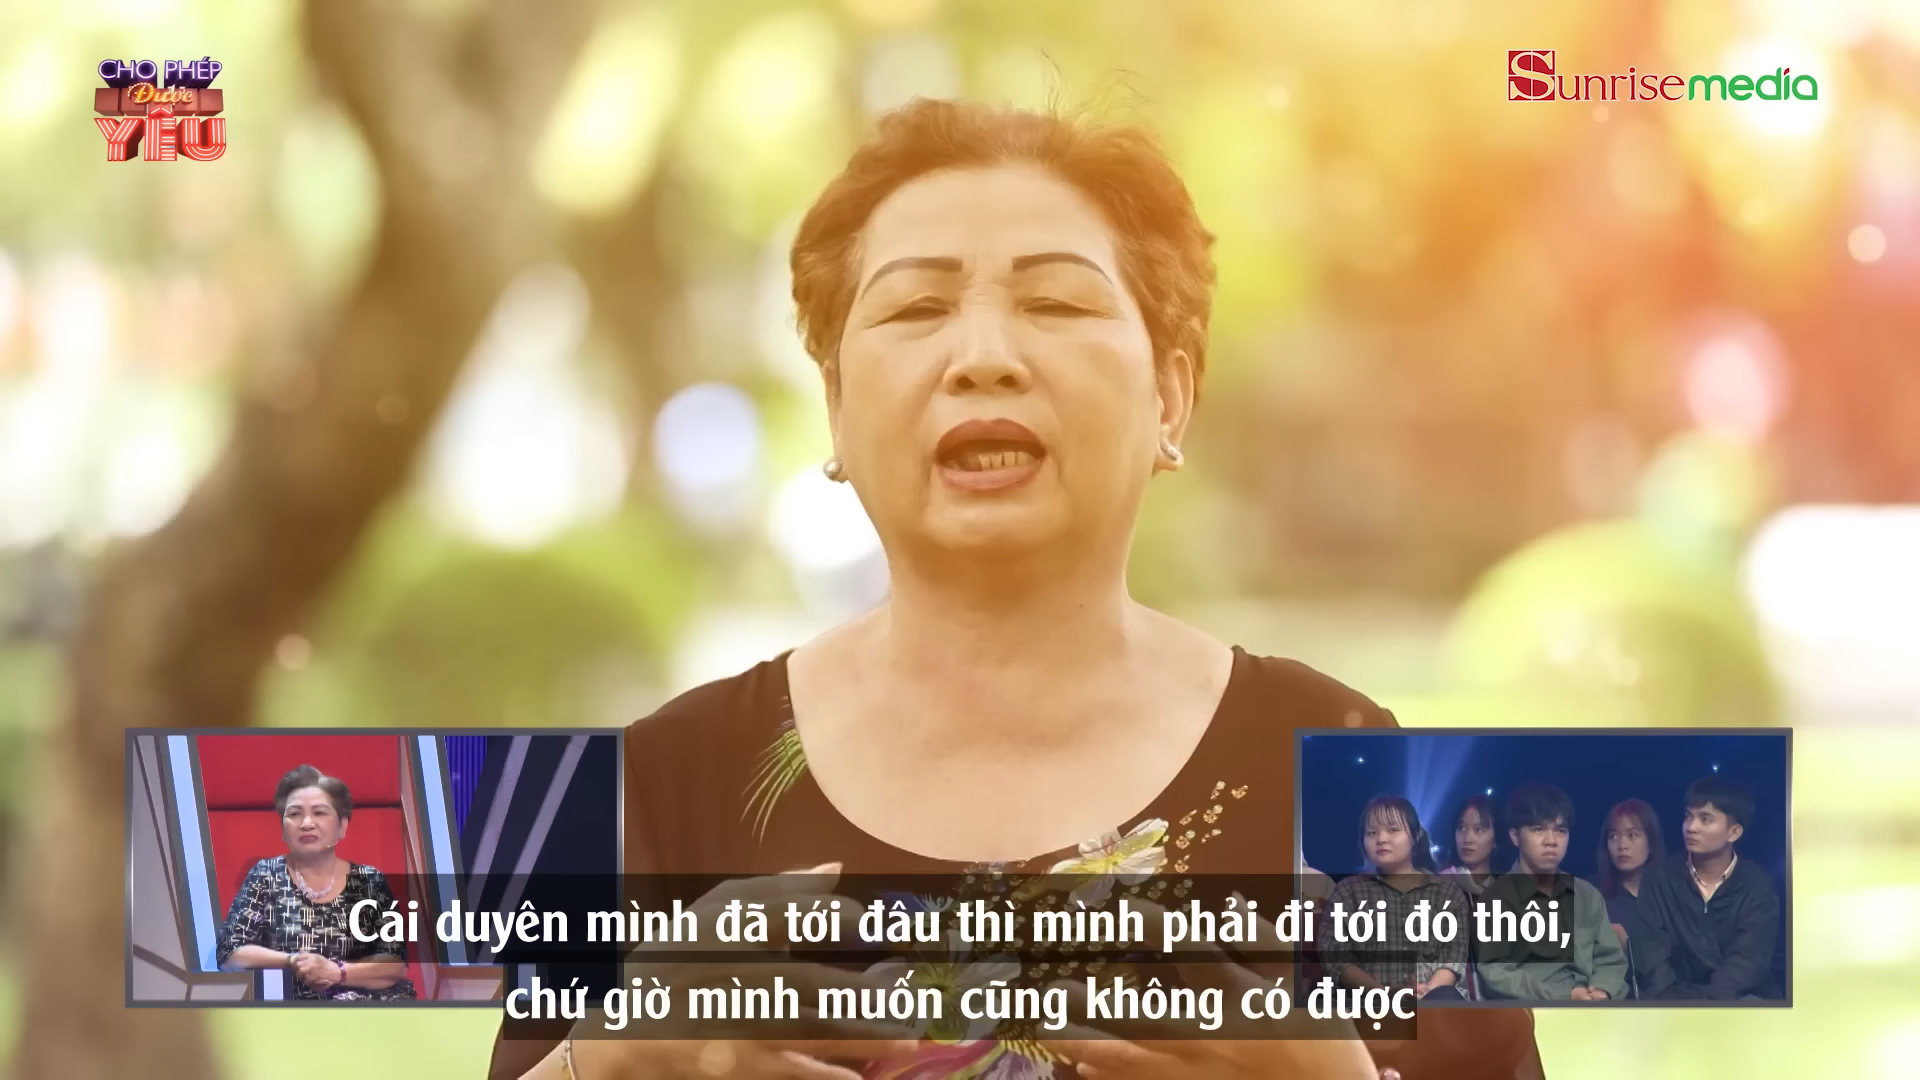 CHO PHÉP
Được
YÊU
Sunrisemedia
Cái duyên mình đã tới đâu thì mình phải đi tới đó thôi,
chứ giờ mình muốn cũng không có được